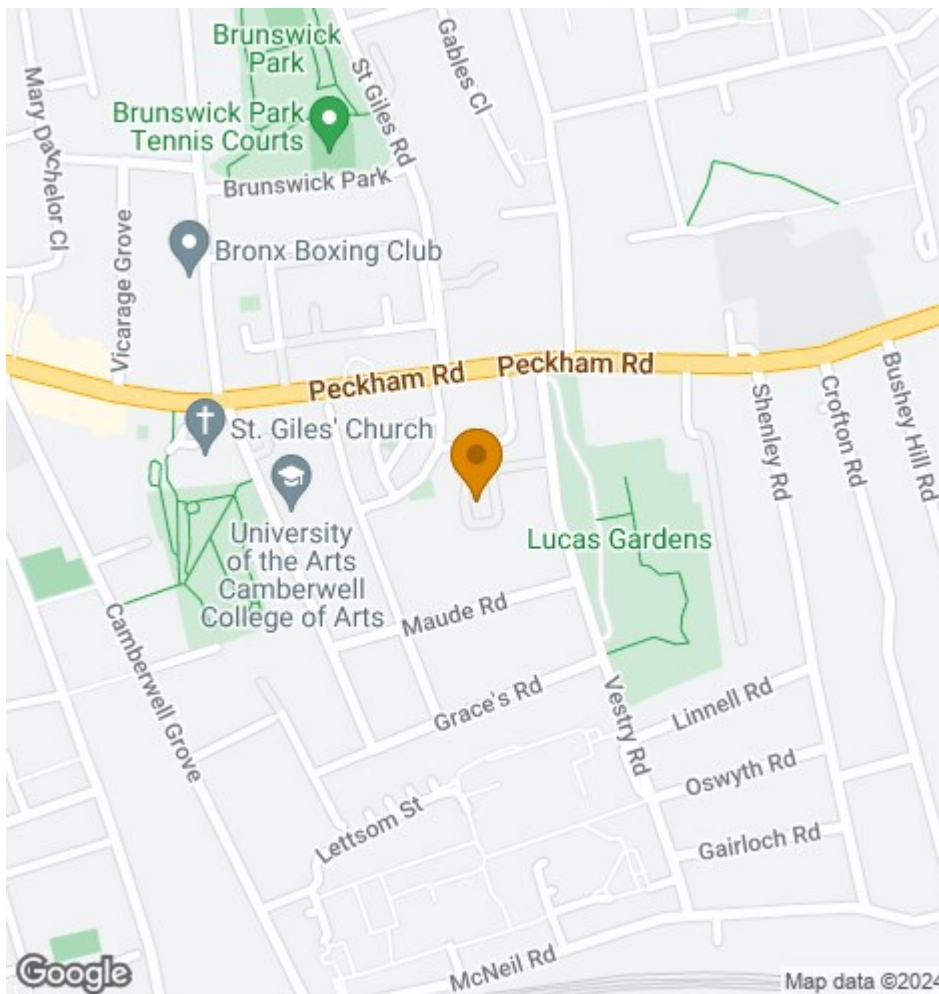 Brunswick
Park
St Giles Rd
Gables Cl
Brunswick Park
Tennis Courts
Mary Datchelor Cl
Brunswick Park
Vicarage Grove
Bronx Boxing Club
Peckham Rd
Peckham Rd
St. Giles' Church
Shenley Rd
Crofton Rd
Bushey Hill Rd
University
of the Arts
Camberwell
College of Arts
Lucas Gardens
Maude Rd
Camberwell Grove
Grace's Rd
Vestry Rd
Linnell Rd
Oswyth Rd
Lettsom St
Gairloch Rd
McNeil Rd
Google
Map data ©2024